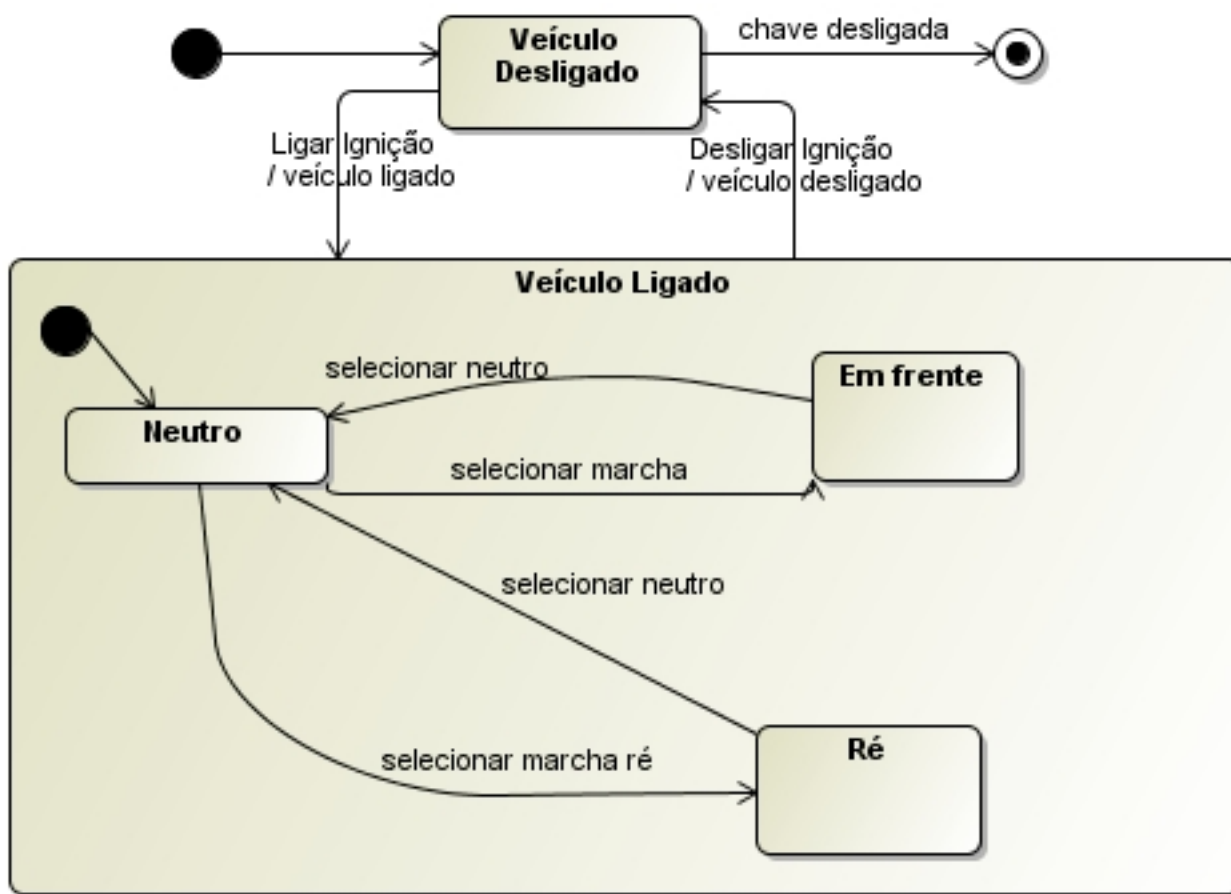 Veículo
Desligado
chave desligada
Ligar Ignição
/ veículo ligado
Desligar Ignição
/ veículo desligado
Veículo Ligado
selecionar neutro
Em frente
Neutro
selecionar marcha
selecionar neutro
selecionar marcha ré
Ré